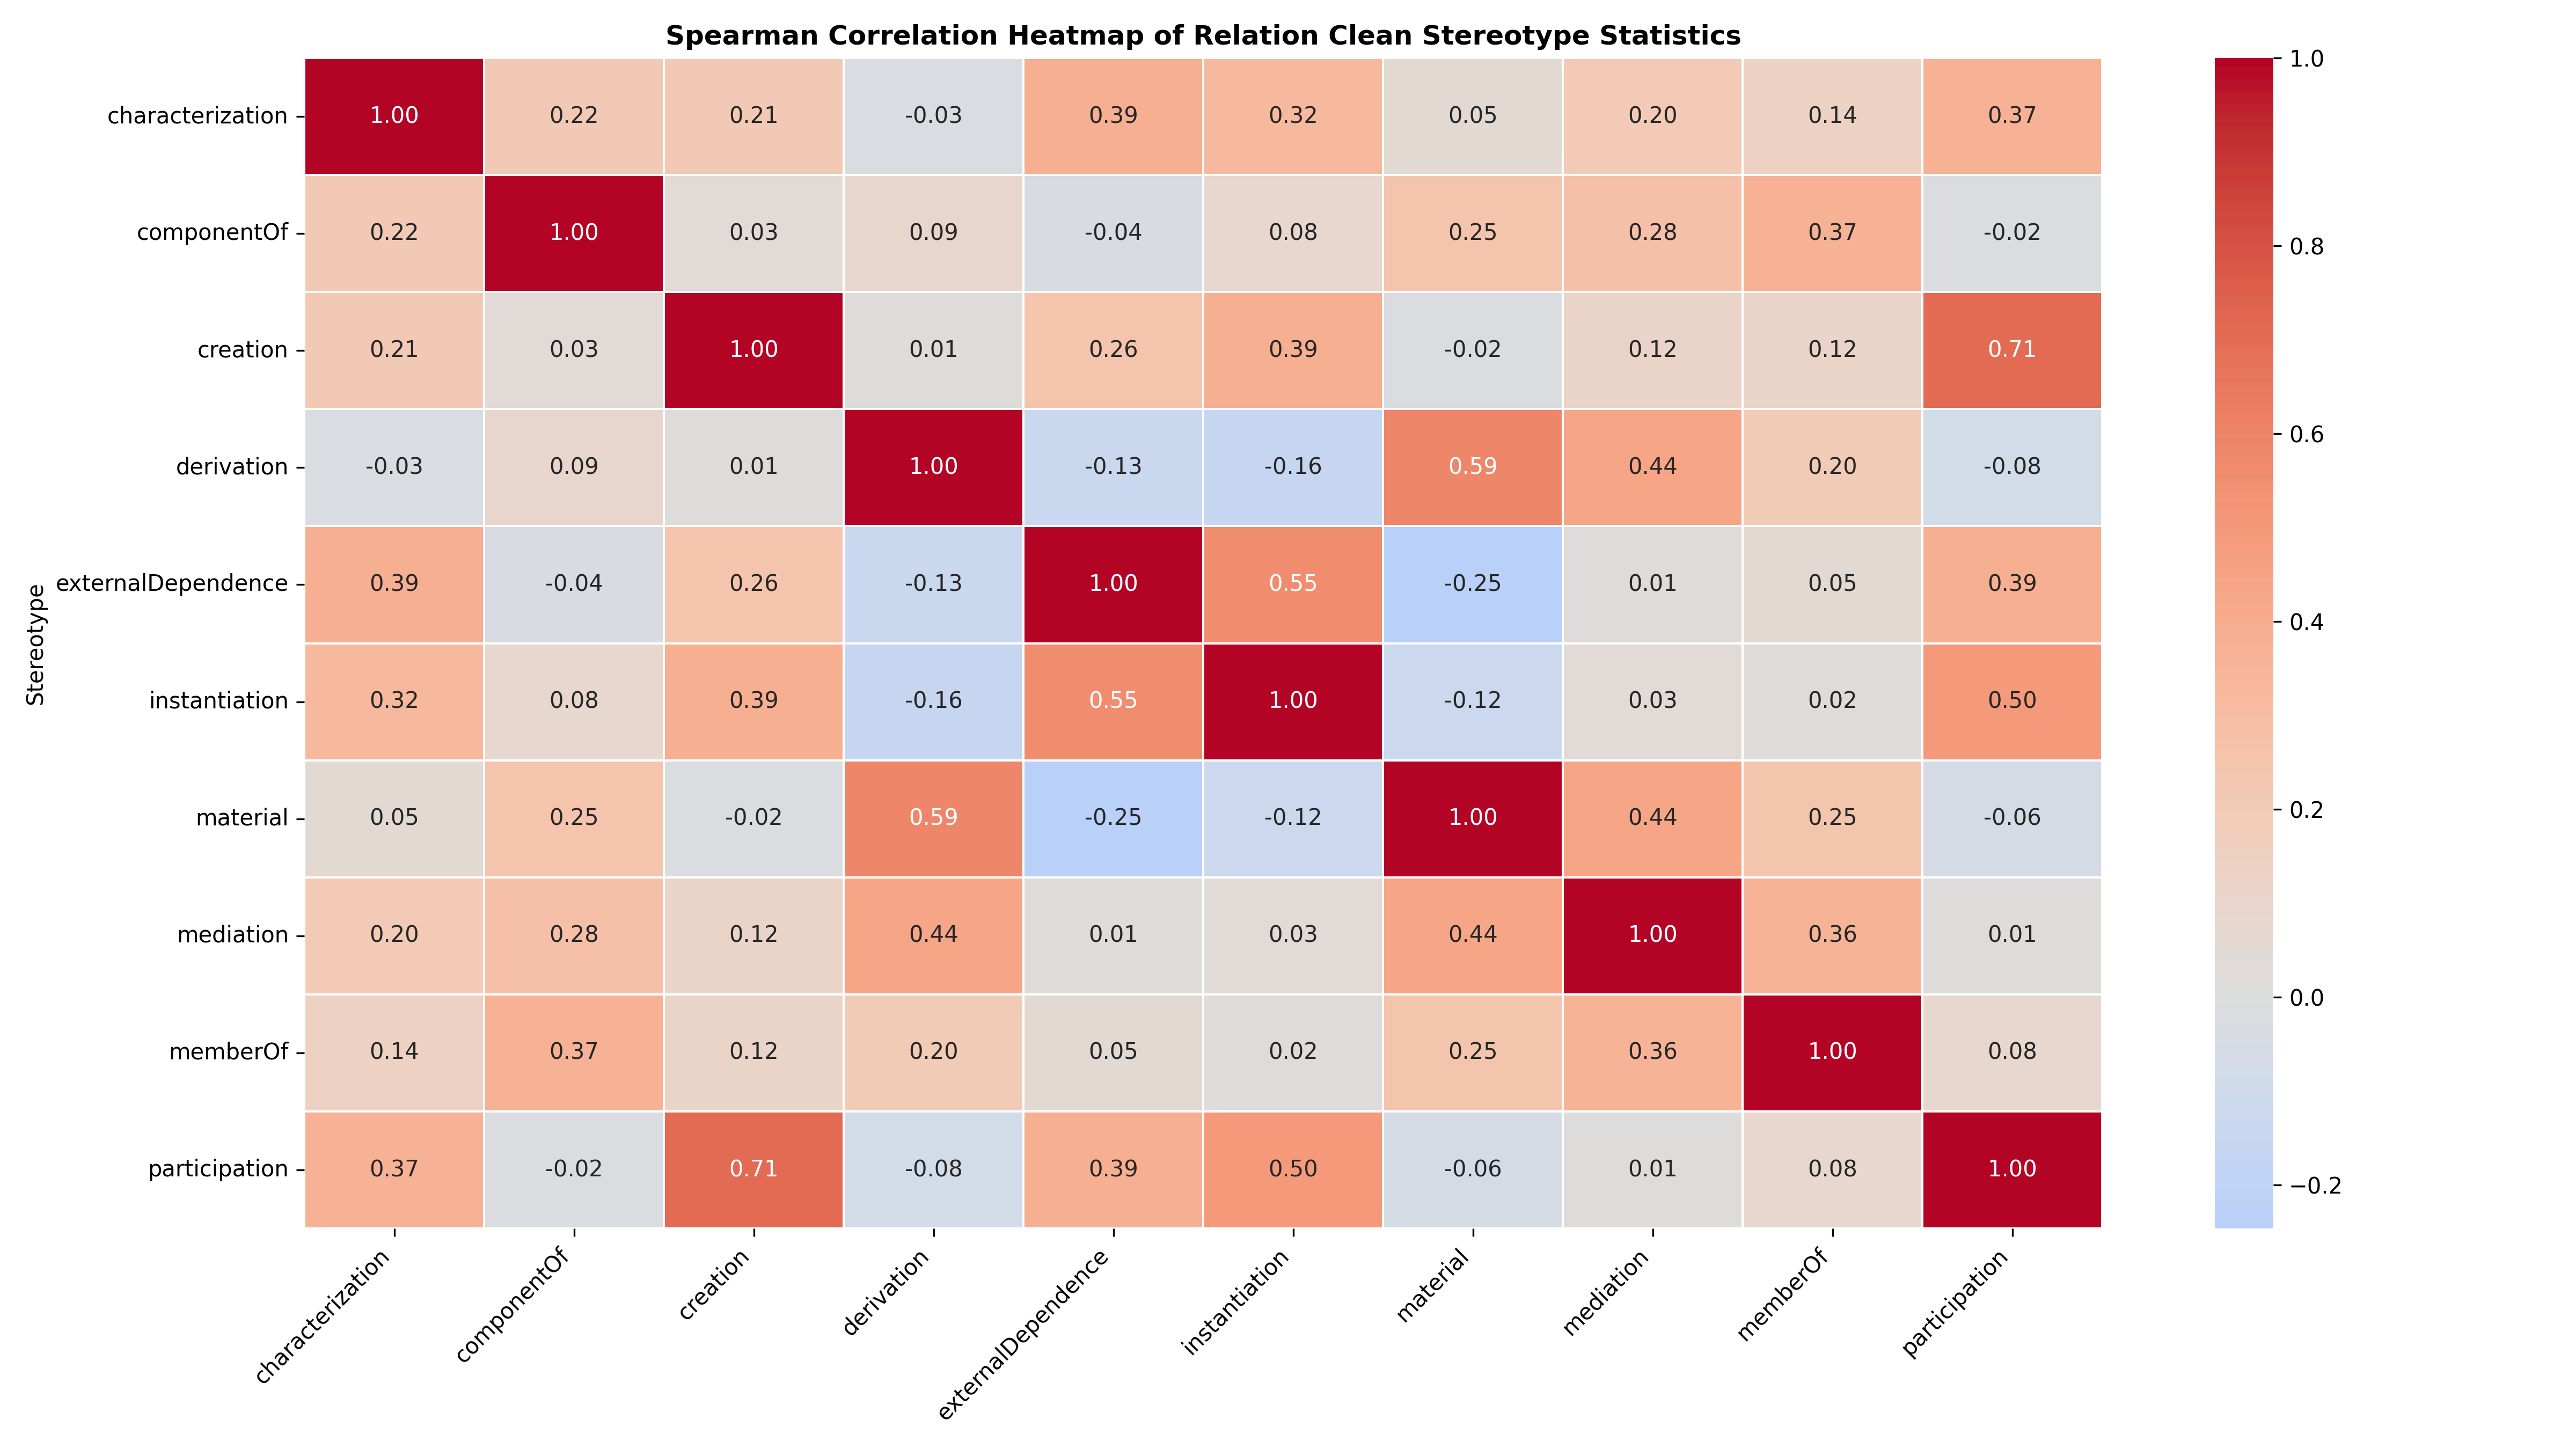 Spearman Correlation Heatmap of Relation Clean Stereotype Statistics
Stereotype
characterization 1.00 0.22 0.21 -0.03 0.39 0.32 0.05 0.20 0.14 0.37
componentOf 0.22 1.00 0.03 0.09 -0.04 0.08 0.25 0.28 0.37 -0.02
creation 0.21 0.03 1.00 0.01 0.26 0.39 -0.02 0.12 0.12 0.71
derivation -0.03 0.09 0.01 1.00 -0.13 -0.16 0.59 0.44 0.20 -0.08
externalDependence 0.39 -0.04 0.26 -0.13 1.00 0.55 -0.25 0.01 0.05 0.39
instantiation 0.32 0.08 0.39 -0.16 0.55 1.00 -0.12 0.03 0.02 0.50
material 0.05 0.25 -0.02 0.59 -0.25 -0.12 1.00 0.44 0.25 -0.06
mediation 0.20 0.28 0.12 0.44 0.01 0.03 0.44 1.00 0.36 0.01
memberOf 0.14 0.37 0.12 0.20 0.05 0.02 0.25 0.36 1.00 0.08
participation 0.37 -0.02 0.71 -0.08 0.39 0.50 -0.06 0.01 0.08 1.00
characterization componentOf creation derivation externalDependence instantiation material mediation memberOf participation
1.0
0.8
0.6
0.4
0.2
0.0
−0.2